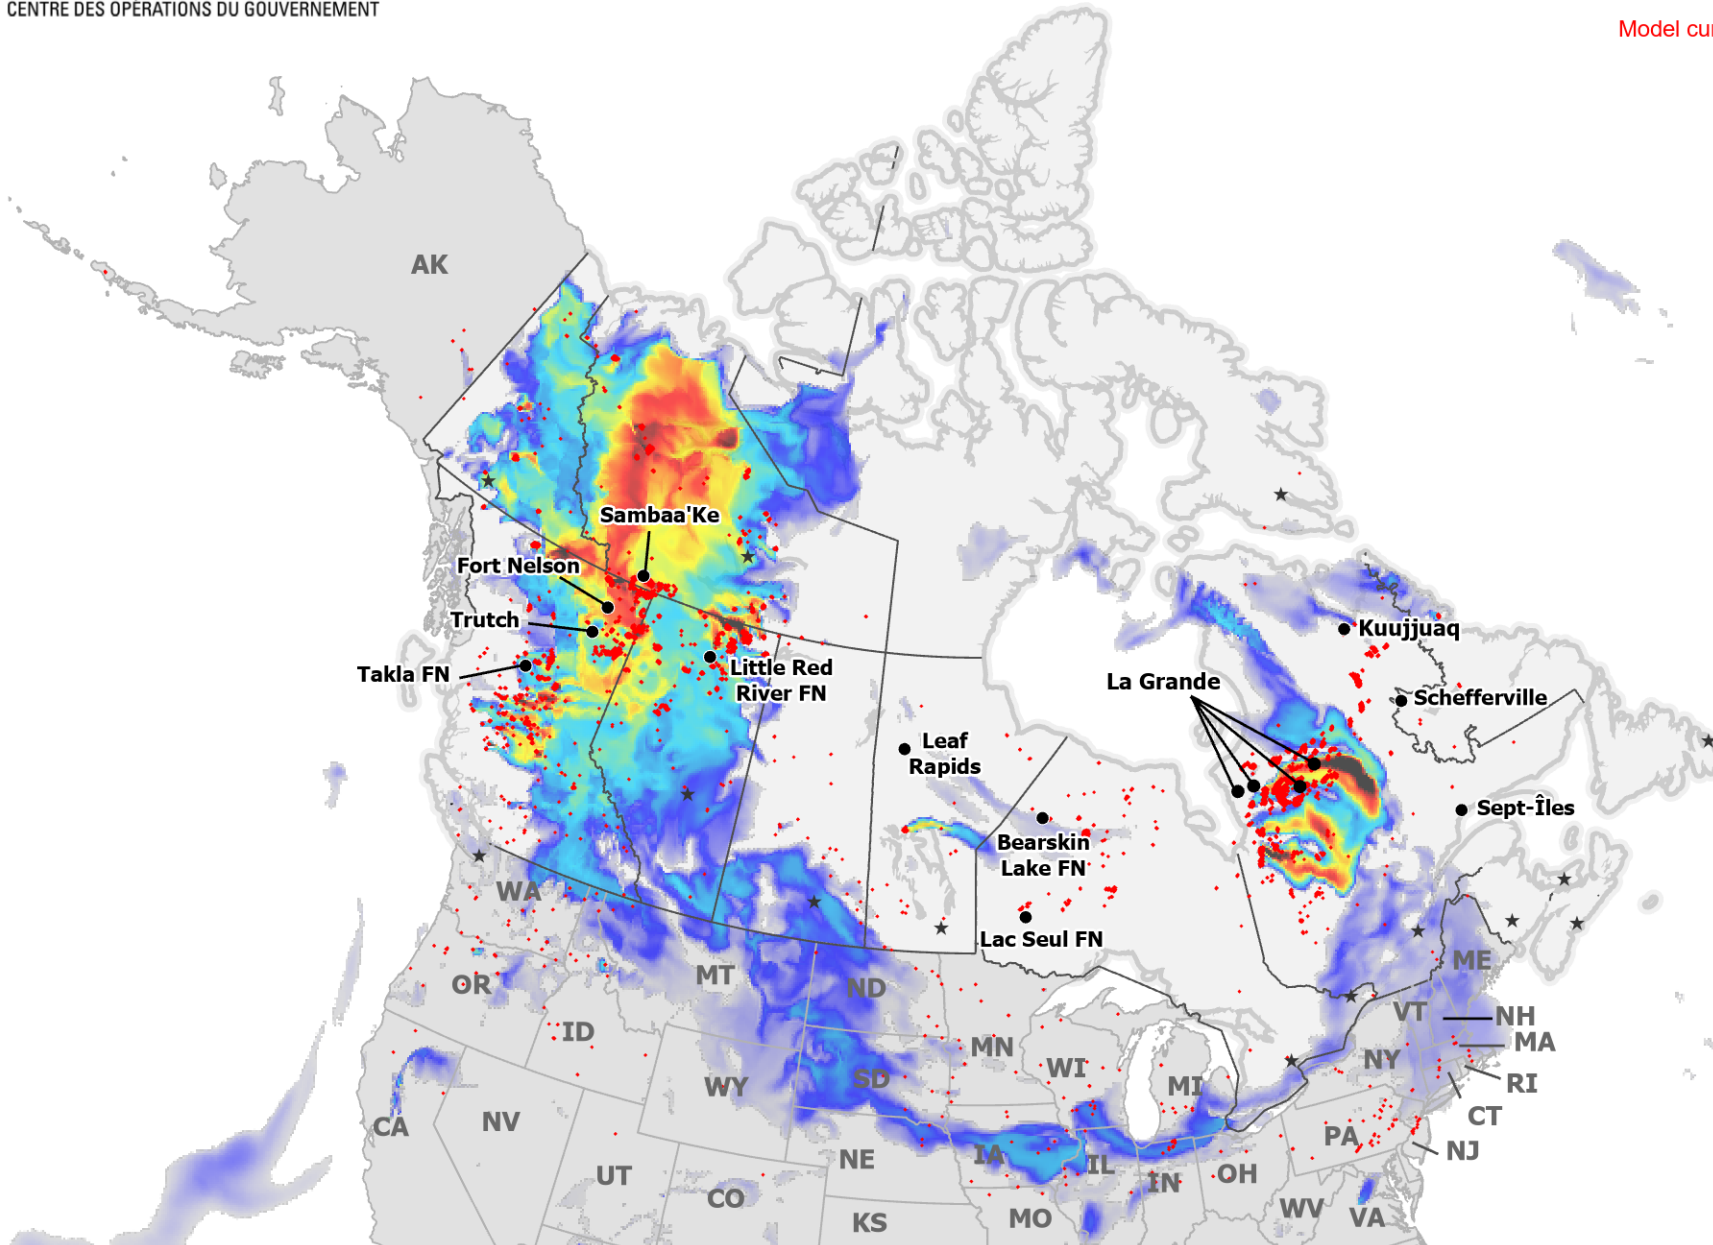 CENTRE DES OPÉRATIONS DU GOUVERNEMENT
Model cur
AK
Sambaa'Ke
Fort Nelson
Trutch
Takla FN
Little Red
River FN
Kuujjuaq
La Grande
Schefferville
Leaf
Rapids
Sept-Îles
Bearskin
Lake FN
Lac Seul FN
WA
MT
ND
OR
ID
MN
WI
MI
SD
WY
CA
NV
UT
CO
NE
KS
IA
MO
IL
IN
OH
WV
VA
PA
NY
VT
ME
NH
MA
RI
CT
NJ